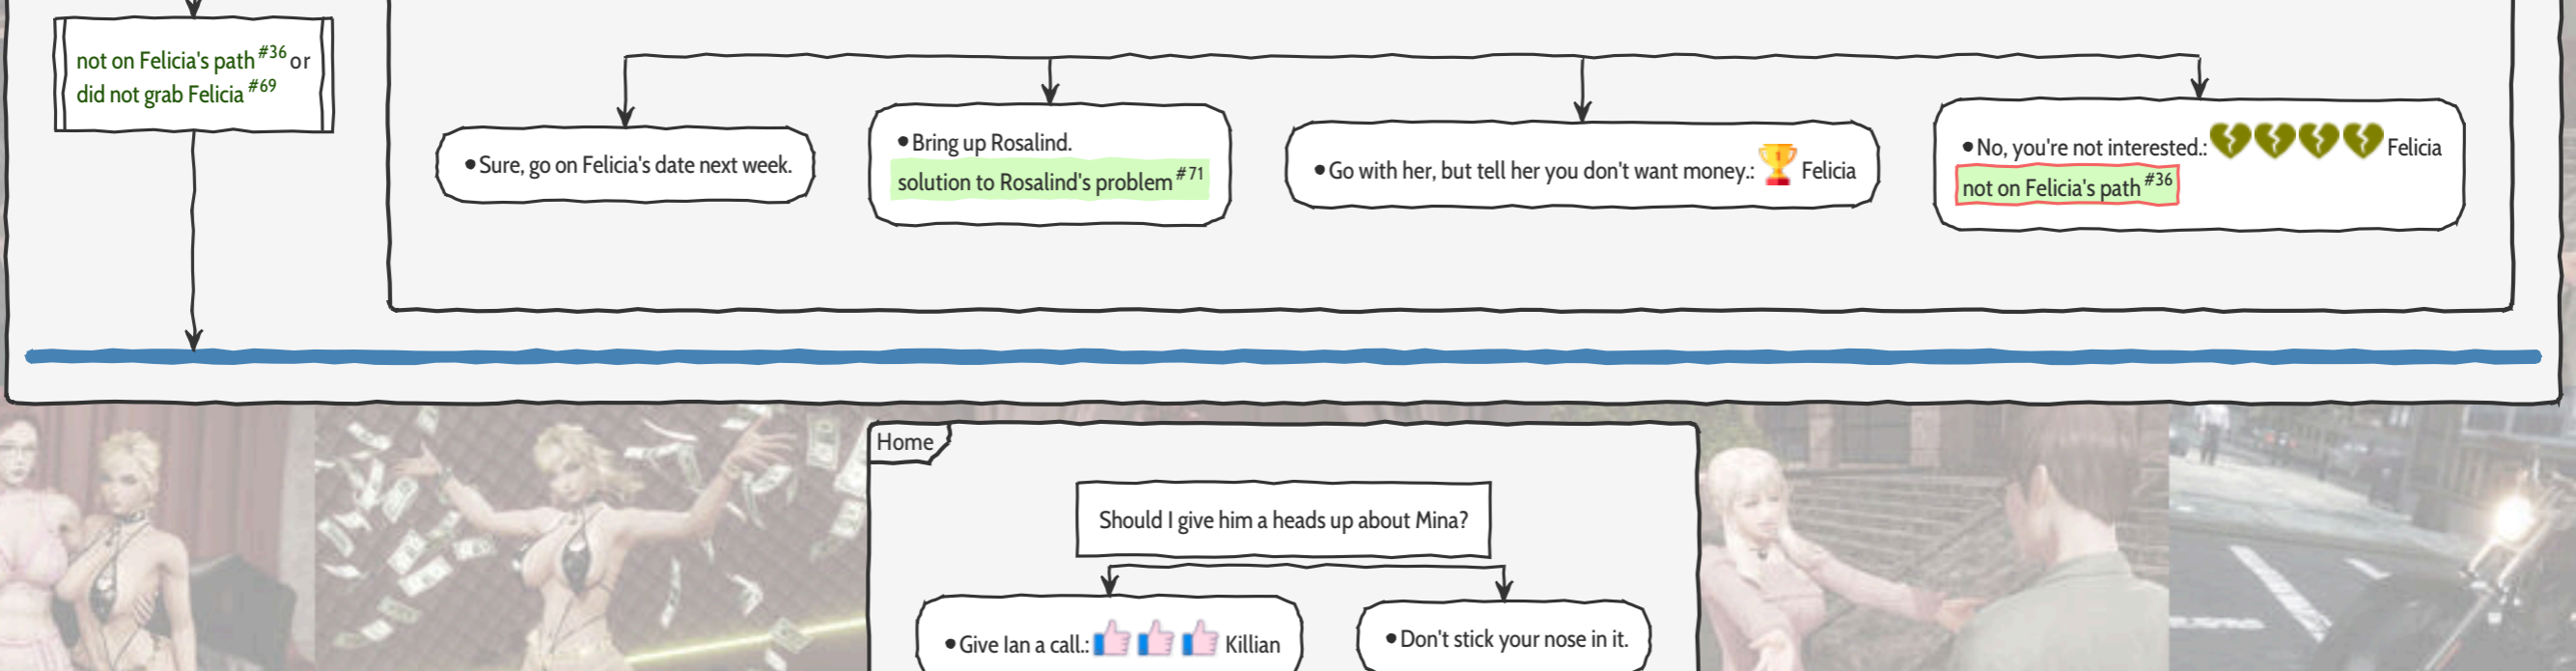 not on Felicia's path #36 or
did not grab Felicia #69
•Sure, go on Felicia's date next week.
•Bring up Rosalind.
solution to Rosalind's problem #71
•Go with her, but tell her you don't want money.: Felicia
•No, you're not interested.: Felicia
not on Felicia's path #36
Home
Should I give him a heads up about Mina?
•Give Ian a call.: Killian
•Don't stick your nose in it.